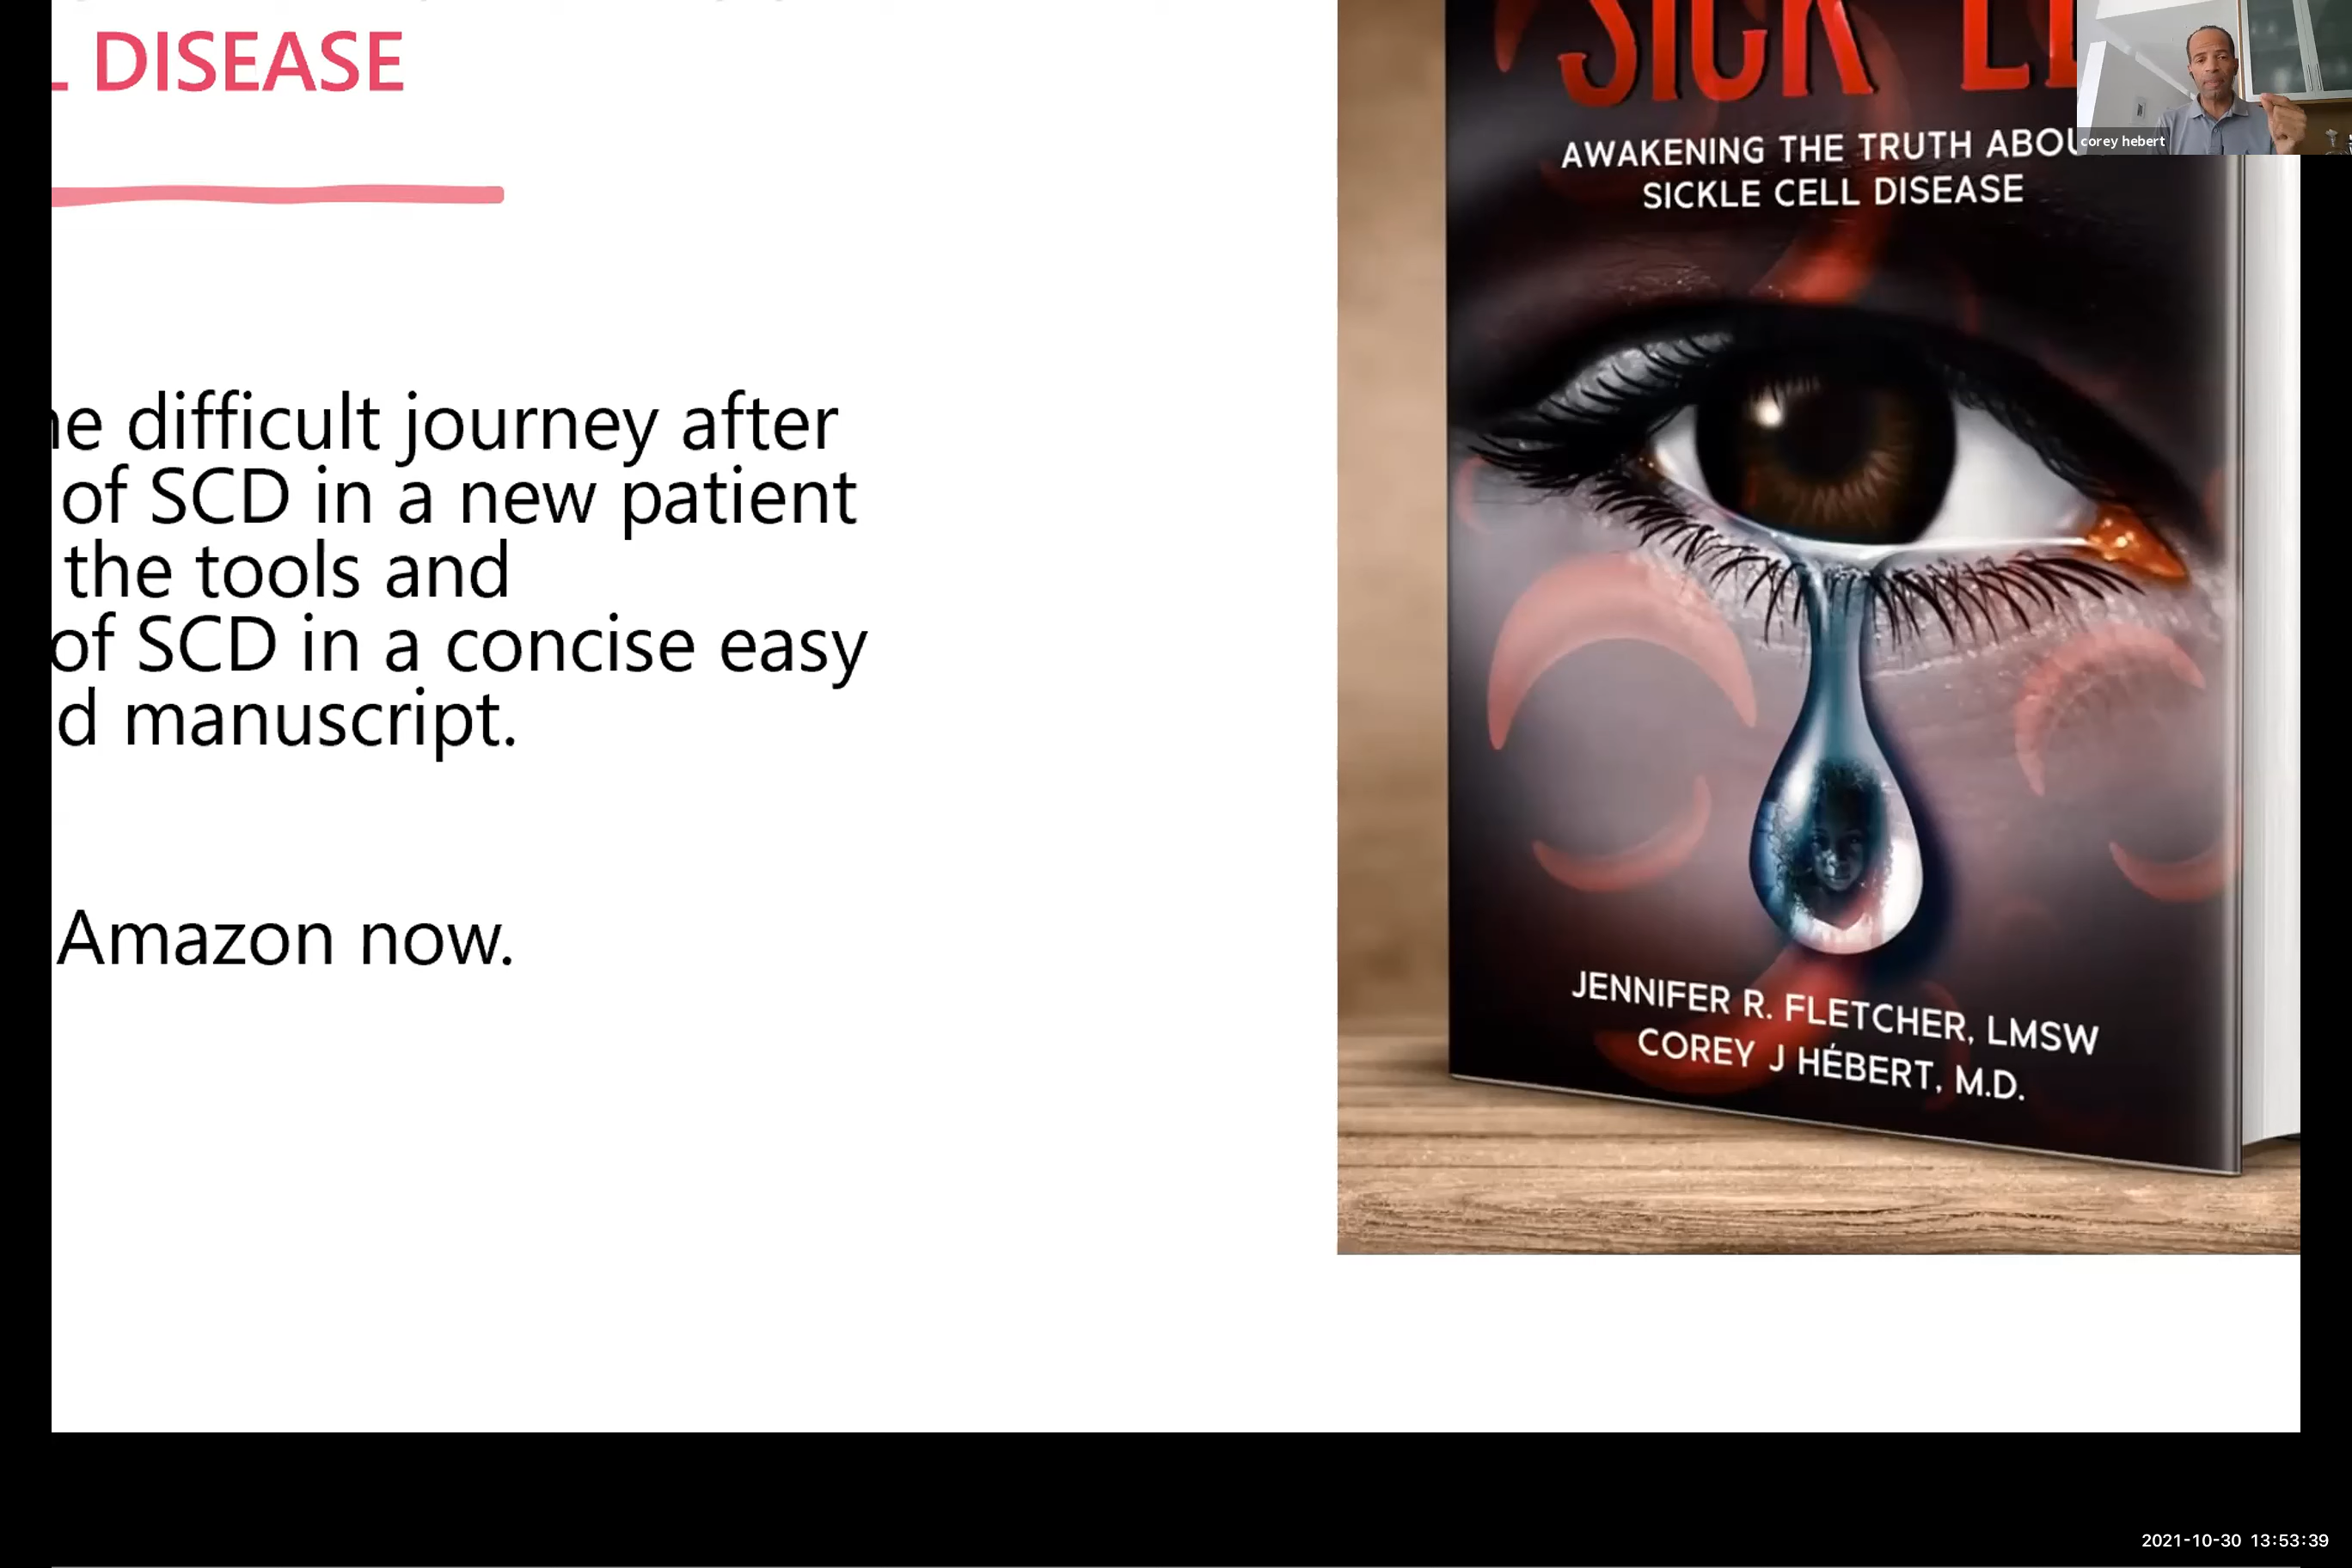 DISEASE
difficult journey after
of SCD in a new patient
the tools and
of SCD in a concise easy
manuscript.
Amazon now.
SICK
AWAKENING THE TRUTH
SICKLE CELL DISEASE
JENNIFER R. FLETCHER, LMSW
COREY J HÉBERT, M.D.
corey hebert
2021-10-30 13:53:39